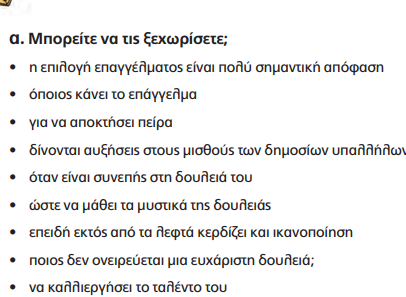 α. Μπορείτε να τις ξεχωρίσετε;
• η επιλογή επαγγέλματος είναι πολύ σημαντική απόφαση
• όποιος κάνει το επάγγελμα
• για να αποκτήσει πείρα
• δίνονται αυξήσεις στους μισθούς των δημοσίων υπαλλήλων
• όταν είναι συνεπής στη δουλειά του
• ώστε να μάθει τα μυστικά της δουλειάς
• επειδή εκτός από τα λεφτά κερδίζει και ικανοποίηση
• ποιος δεν ονειρεύεται μια ευχάριστη δουλειά;
• να καλλιεργήσει το ταλέντο του